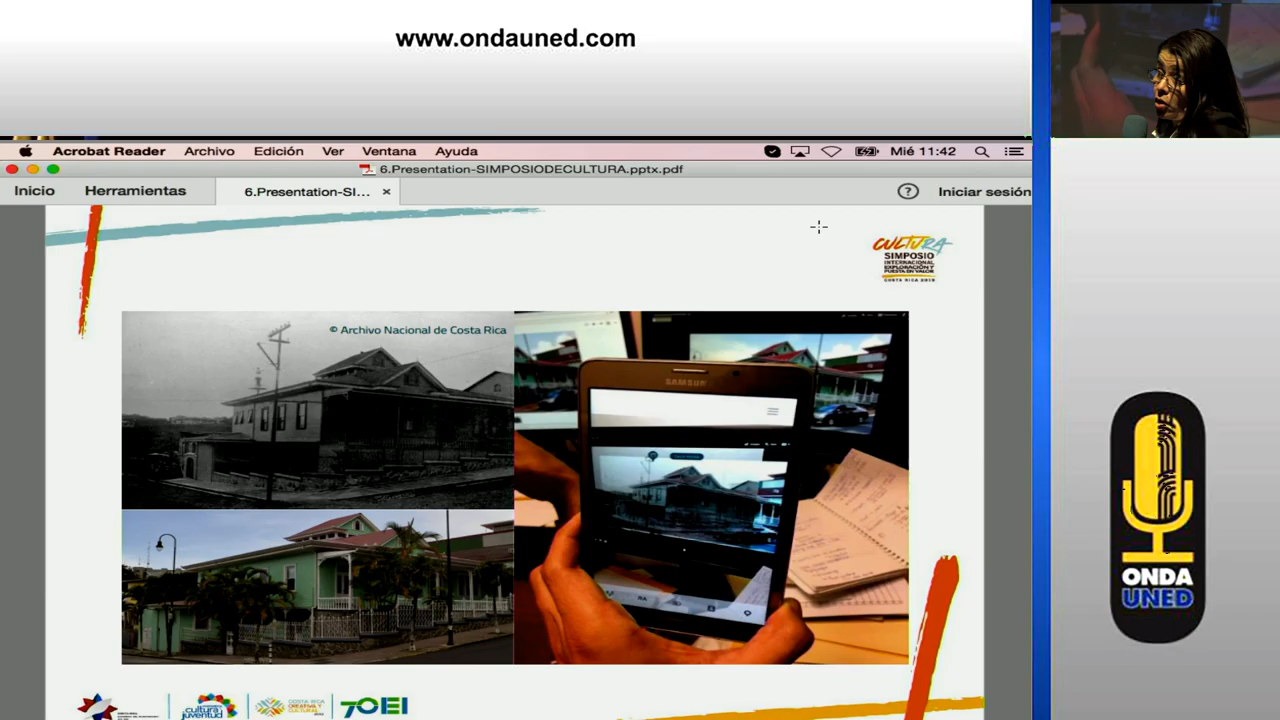 www.ondauned.com
Acrobat Reader Archivo Edición Ver Ventana Ayuda Mié 11:42
6.Presentation-SIMPOSIODECULTURA.pptx.pdf
Inicio Herramientas 6.Presentation-SI... × ? Iniciar sesión
CULTURA
SIMPOSIO
INTERNACIONAL
EXPLORACIÓN Y
PUESTA EN VALOR
COSTA RICA 2019
© Archivo Nacional de Costa Rica
SAMSUNG
cultura
juventud
COSTA RICA
CREATIVA Y
CULTURAL
70EI
ONDA
UNED